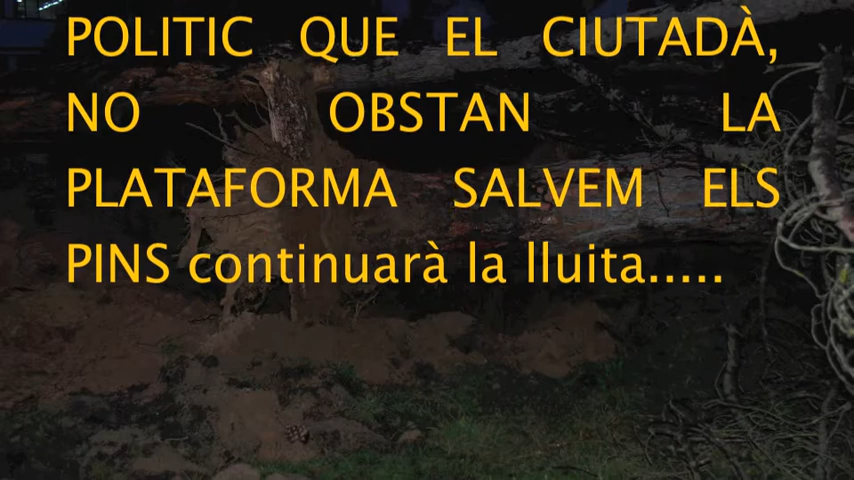 POLITIC QUE EL CIUTADÀ,
NO OBSTAN LA
PLATAFORMA SALVEM ELS
PINS continuarà la lluita.....